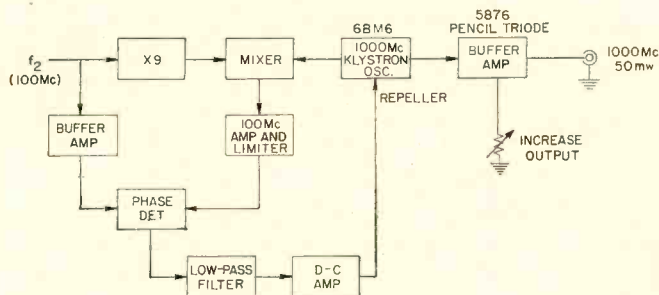 f2
(100Mc)
X9
MIXER
6BM6
1000Mc
KLYSTRON
OSC.
5876
PENCIL TRIODE
BUFFER
AMP
1000Mc
50mw
REPELLER
BUFFER
AMP
100Mc
AMP AND
LIMITER
INCREASE
OUTPUT
PHASE
DET
LOW-PASS
FILTER
D-C
AMP